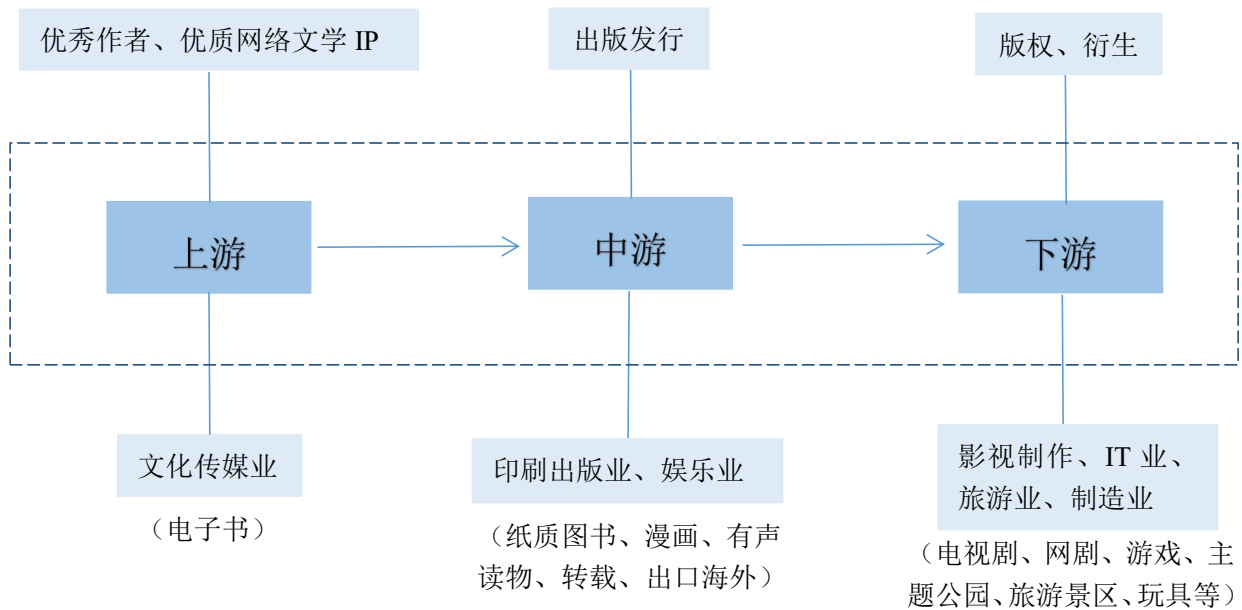 优秀作者、优质网络文学 IP
出版发行
版权、衍生
上游
中游
下游
文化传媒业
（电子书）
印刷出版业、娱乐业
（纸质图书、漫画、有声
读物、转载、出口海外）
影视制作、IT 业、
旅游业、制造业
（电视剧、网剧、游戏、主
题公园、旅游景区、玩具等）